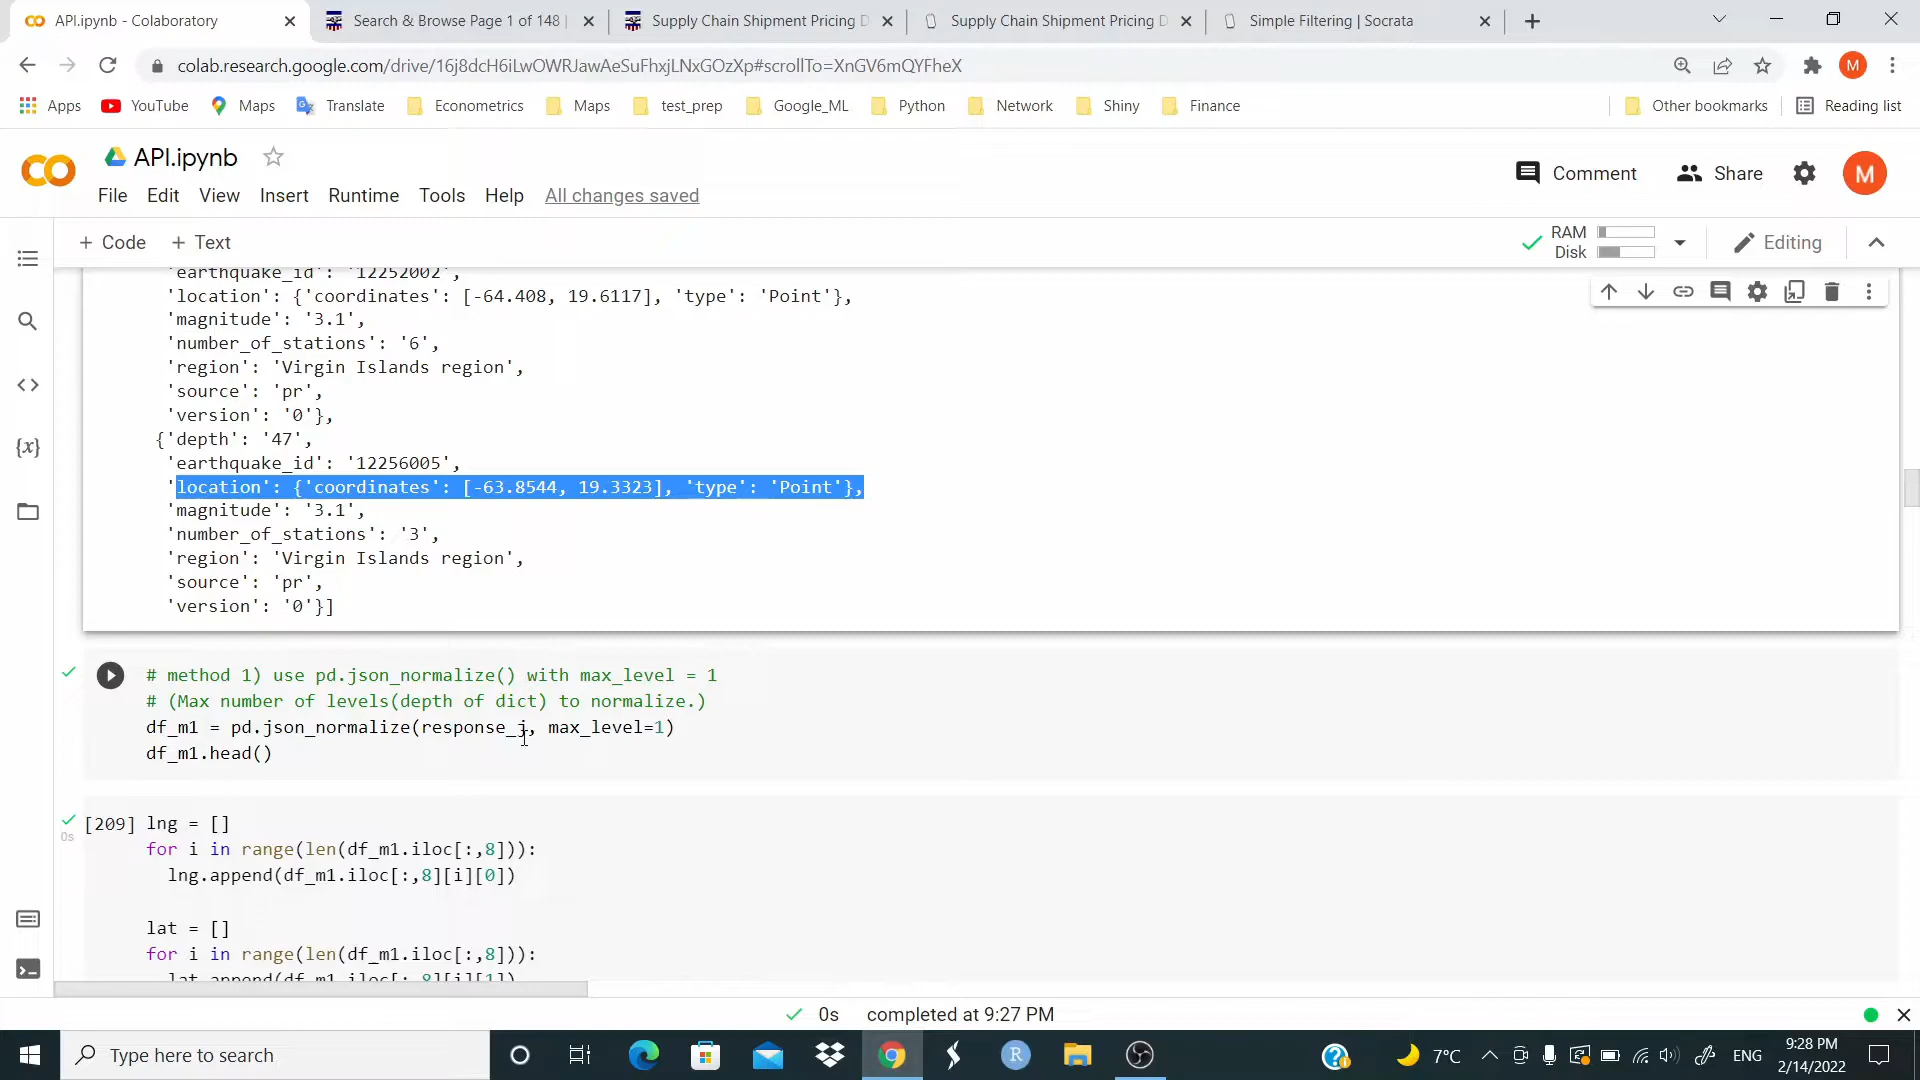 API.ipynb - Colaboratory
Search & Browse Page 1 of 148 |
Supply Chain Shipment Pricing D
Supply Chain Shipment Pricing D
Simple Filtering | Socrata
colab.research.google.com/drive/16j8dcH6iLwOWRJawAeSuFhxjLNxGOzXp#scrollTo=XnGV6mQYFheX
M
Apps YouTube Maps Translate Econometrics Maps test_prep Google_ML Python Network Shiny Finance Other bookmarks Reading list
CO API.ipynb
Comment Share M
File Edit View Insert Runtime Tools Help All changes saved
+ Code + Text
RAM
Disk
Editing
'earthquake_id': '12252002',
'location': {'coordinates': [-64.408, 19.6117], 'type': 'Point'},
'magnitude': '3.1',
'number_of_stations': '6',
'region': 'Virgin Islands region',
'source': 'pr',
'version': '0'},
{'depth': '47',
'earthquake_id': '12256005',
'location': {'coordinates': [-63.8544, 19.3323], 'type': 'Point'},
'magnitude': '3.1',
'number_of_stations': '3',
'region': 'Virgin Islands region',
'source': 'pr',
'version': '0'}]
# method 1) use pd.json_normalize() with max_level = 1
# (Max number of levels(depth of dict) to normalize.)
df_m1 = pd.json_normalize(response_j, max_level=1)
df_m1.head()
[209] lng = []
0s
for i in range(len(df_m1.iloc[:,8])):
lng.append(df_m1.iloc[:,8][i][0])
lat = []
for i in range(len(df_m1.iloc[:,8])):
lat.append(df_m1.iloc[:,8][i][1])
0s completed at 9:27 PM
Type here to search
7°C
ENG
9:28 PM
2/14/2022